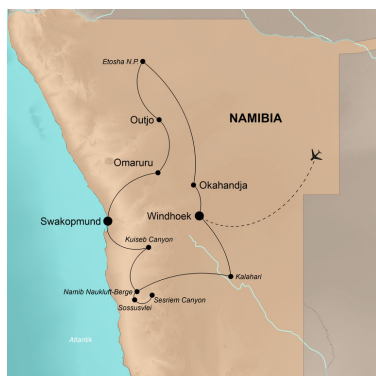 Etosha N.P.
Outjo
NAMIBIA
Omaruru
Okahandja
Windhoek
Swakopmund
Kuiseb Canyon
Kalahari
Namib Naukluft-Berge
Sesriem Canyon
Sossusvlei
Atlantik